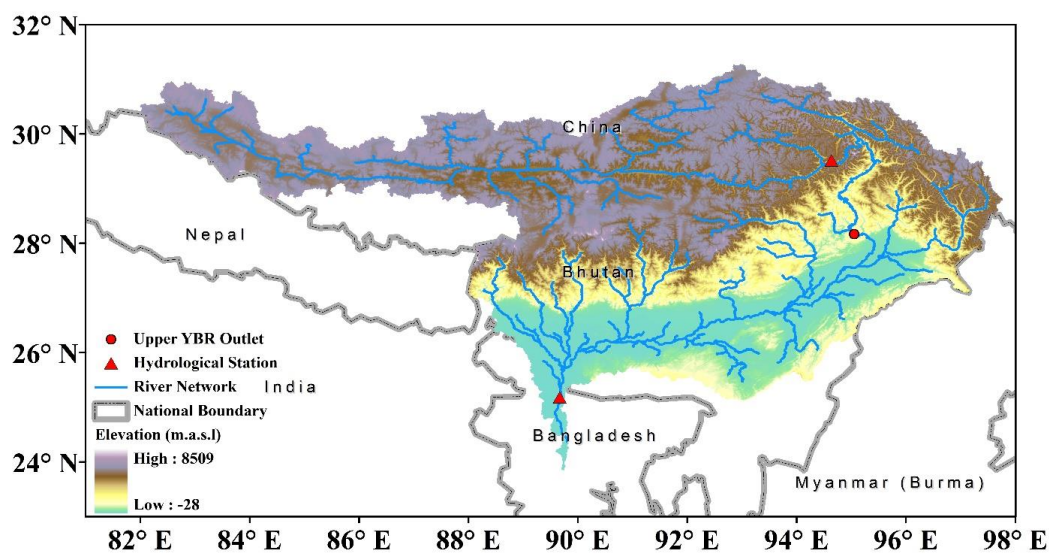 32° N
30° N
28° N
26° N
24° N
China
Nepal
Bhutan
Upper YBR Outlet
Hydrological Station
River Network
India
National Boundary
Elevation (m.a.s.l)
High : 8509
Low : -28
Bangladesh
Myanmar (Burma)
82° E
84° E
86° E
88° E
90° E
92° E
94° E
96° E
98° E